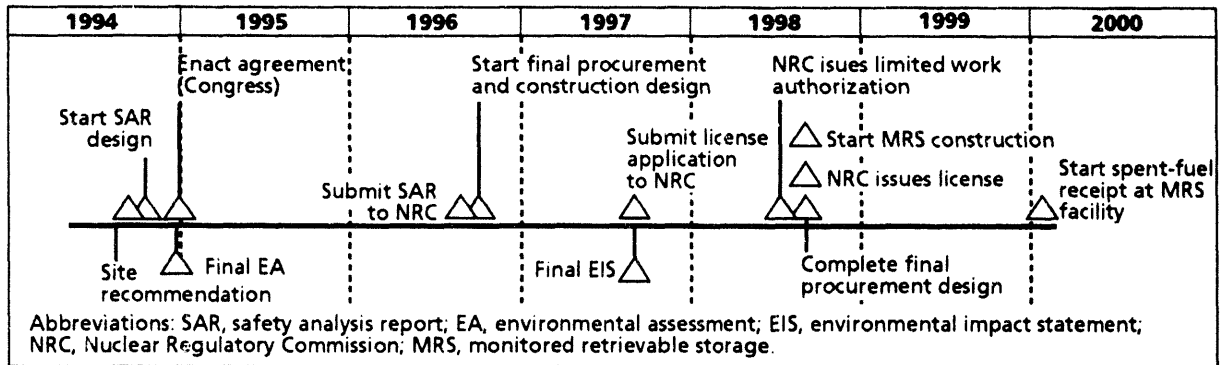 1994 1995 1996 1997 1998 1999 2000
Enact agreement
(Congress)
Start SAR
design
Start final procurement
and construction design
Submit SAR
to NRC
Submit license
application
to NRC
NRC isues limited work
authorization
Start MRS construction
NRC issues license
Start spent-fuel
receipt at MRS
facility
Site
recommendation
Final EA
Final EIS
Complete final
procurement design
Abbreviations: SAR, safety analysis report; EA, environmental assessment; EIS, environmental impact statement;
NRC, Nuclear Regulatory Commission; MRS, monitored retrievable storage.